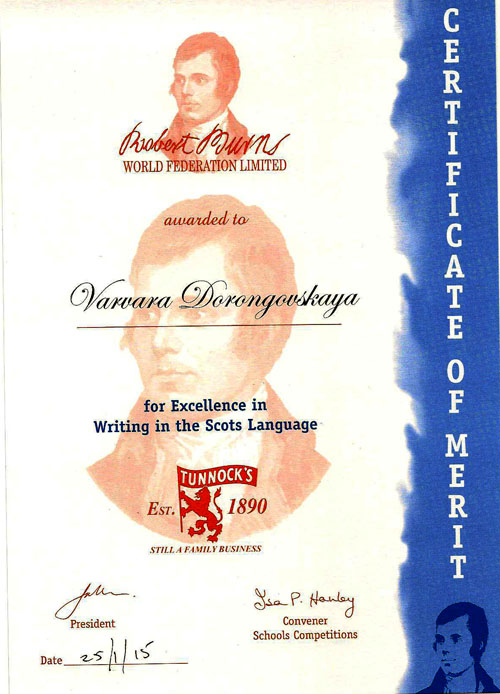 Robert Burns
WORLD FEDERATION LIMITED
awarded to
Varvara Dorongovskaya
for Excellence in
Writing in the Scots Language
TUNNOCK'S
EST. 1890
STILL A FAMILY BUSINESS
President
Isa P. Hanley
Convener
Schools Competitions
Date 25/1/15
CERTIFICATE OF MERIT